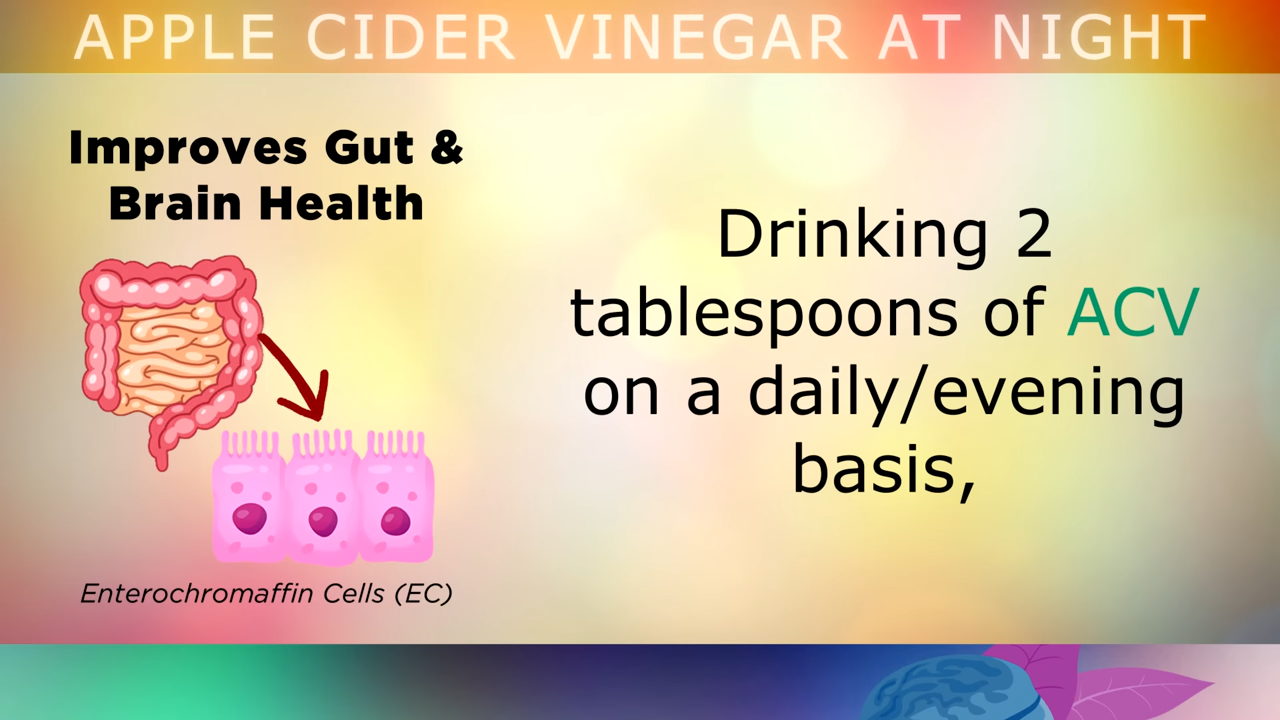 APPLE CIDER VINEGAR AT NIGHT
Improves Gut &
Brain Health
Enterochromaffin Cells (EC)
Drinking 2
tablespoons of ACV
on a daily/evening
basis,